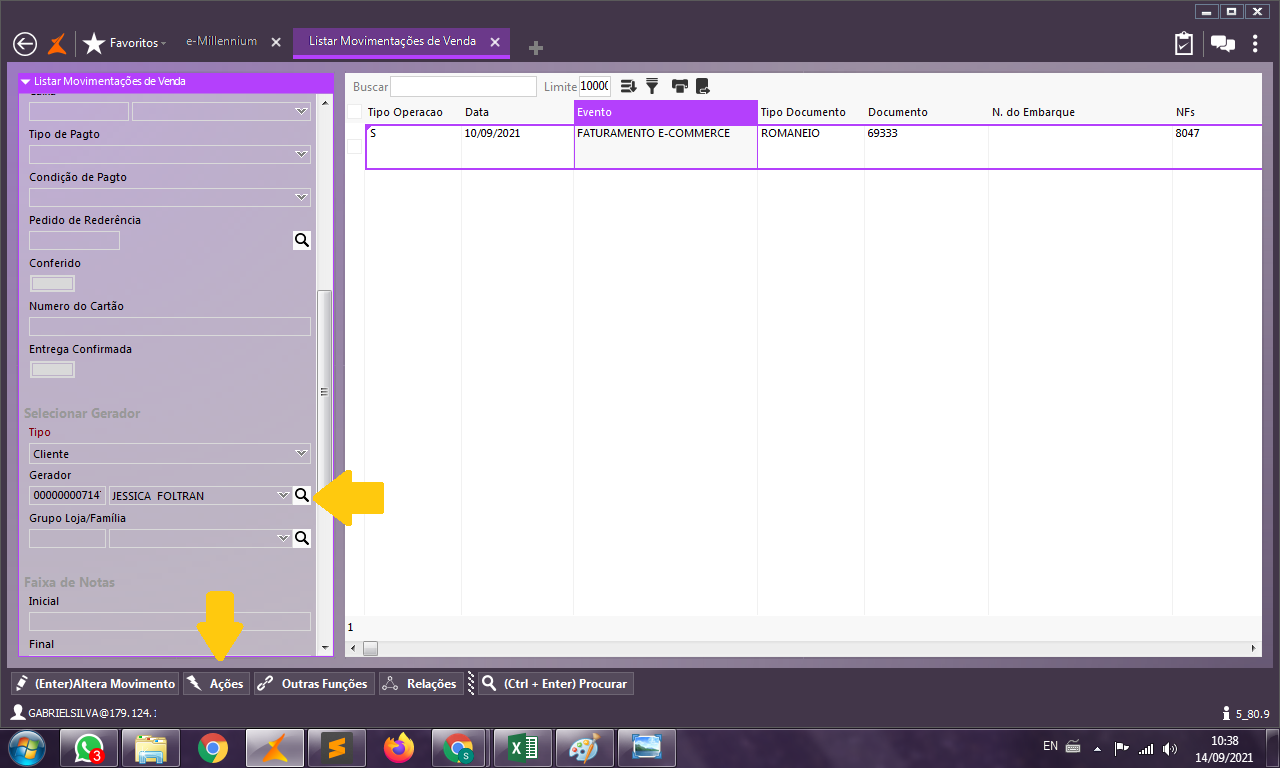 Favoritos
e-Millennium
Listar Movimentações de Venda
Listar Movimentações de Venda
Tipo de Pagto
Condição de Pagto
Pedido de Rederência
Conferido
Numero do Cartão
Entrega Confirmada
Selecionar Gerador
Tipo
Cliente
Gerador
00000000714 JESSICA FOLTRAN
Grupo Loja/Família
Faixa de Notas
Inicial
Final
Buscar Limite 1000
Tipo Operacao Data Evento Tipo Documento Documento N. do Embarque NFs
S 10/09/2021 FATURAMENTO E-COMMERCE ROMANEIO 69333 8047
1
(Enter)Altera Movimento Ações Outras Funções Relações (Ctrl + Enter) Procurar
GABRIELSILVA@179.124.: 5_80.9
3
S
EN
10:38
14/09/2021